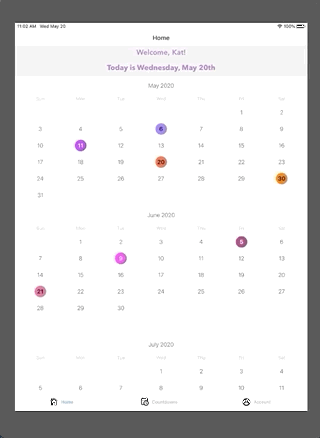 11:02 AM Wed May 20
100%
Home
Welcome, Kat!
Today is Wednesday, May 20th
May 2020
Sun Mon Tue Wed Thu Fri Sat
1 2
3 4 5 6 7 8 9
10 11 12 13 14 15 16
17 18 19 20 21 22 23
24 25 26 27 28 29 30
31
June 2020
Sun Mon Tue Wed Thu Fri Sat
1 2 3 4 5 6
7 8 9 10 11 12 13
14 15 16 17 18 19 20
21 22 23 24 25 26 27
28 29 30
July 2020
Sun Mon Tue Wed Thu Fri Sat
1 2 3 4
5 6 7 8 9 10 11
Home Countdowns Account